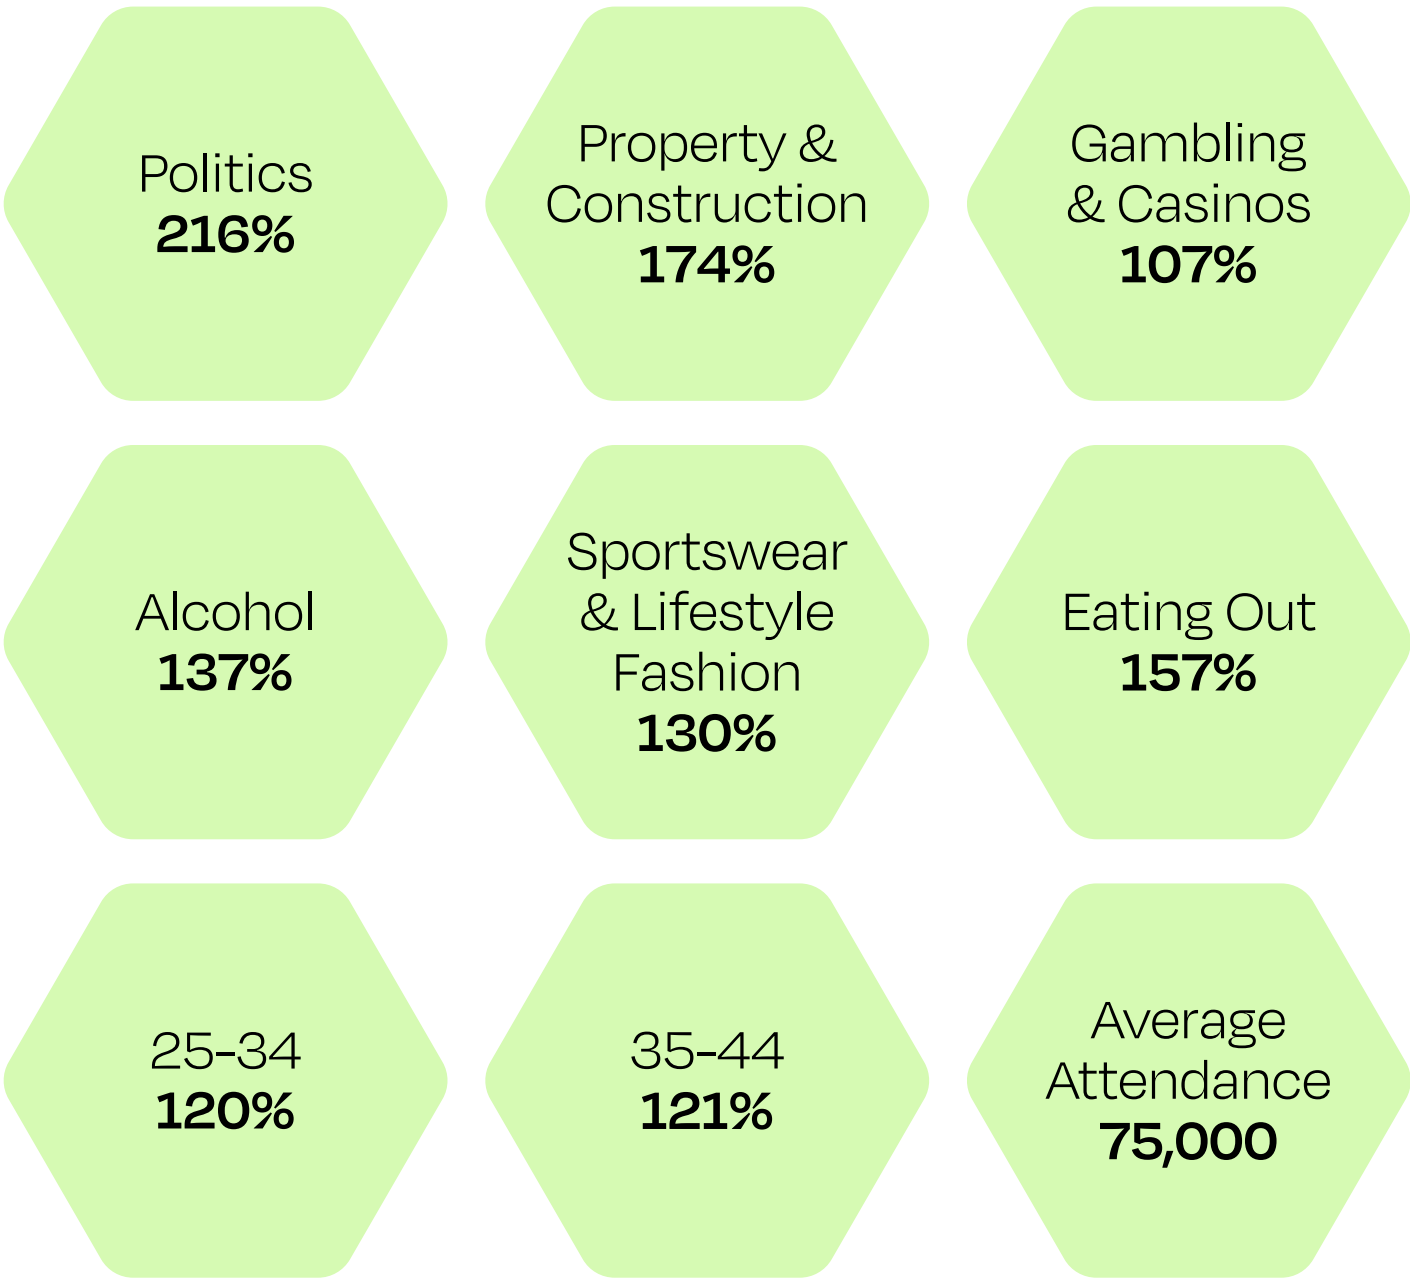 Politics
216%
Property &
Construction
174%
Gambling
& Casinos
107%
Alcohol
137%
Sportswear
& Lifestyle
Fashion
130%
Eating Out
157%
25-34
120%
35-44
121%
Average
Attendance
75,000